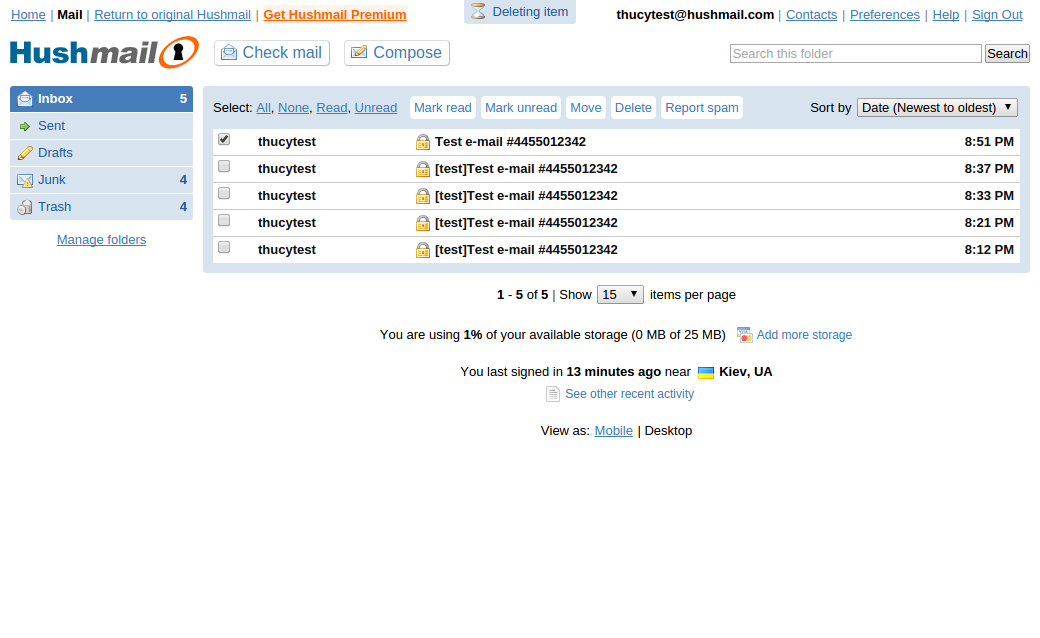 Home | Mail | Return to original Hushmail | Get Hushmail Premium Deleting item thucytest@hushmail.com | Contacts | Preferences | Help | Sign Out
Hushmail Check mail Compose Search this folder Search
Inbox 5
Sent
Drafts
Junk 4
Trash 4
Manage folders
Select: All, None, Read, Unread Mark read Mark unread Move Delete Report spam Sort by Date (Newest to oldest)
thucytest Test e-mail #4455012342 8:51 PM
thucytest [test]Test e-mail #4455012342 8:37 PM
thucytest [test]Test e-mail #4455012342 8:33 PM
thucytest [test]Test e-mail #4455012342 8:21 PM
thucytest [test]Test e-mail #4455012342 8:12 PM
1 - 5 of 5 | Show 15 items per page
You are using 1% of your available storage (0 MB of 25 MB) Add more storage
You last signed in 13 minutes ago near Kiev, UA
See other recent activity
View as: Mobile | Desktop